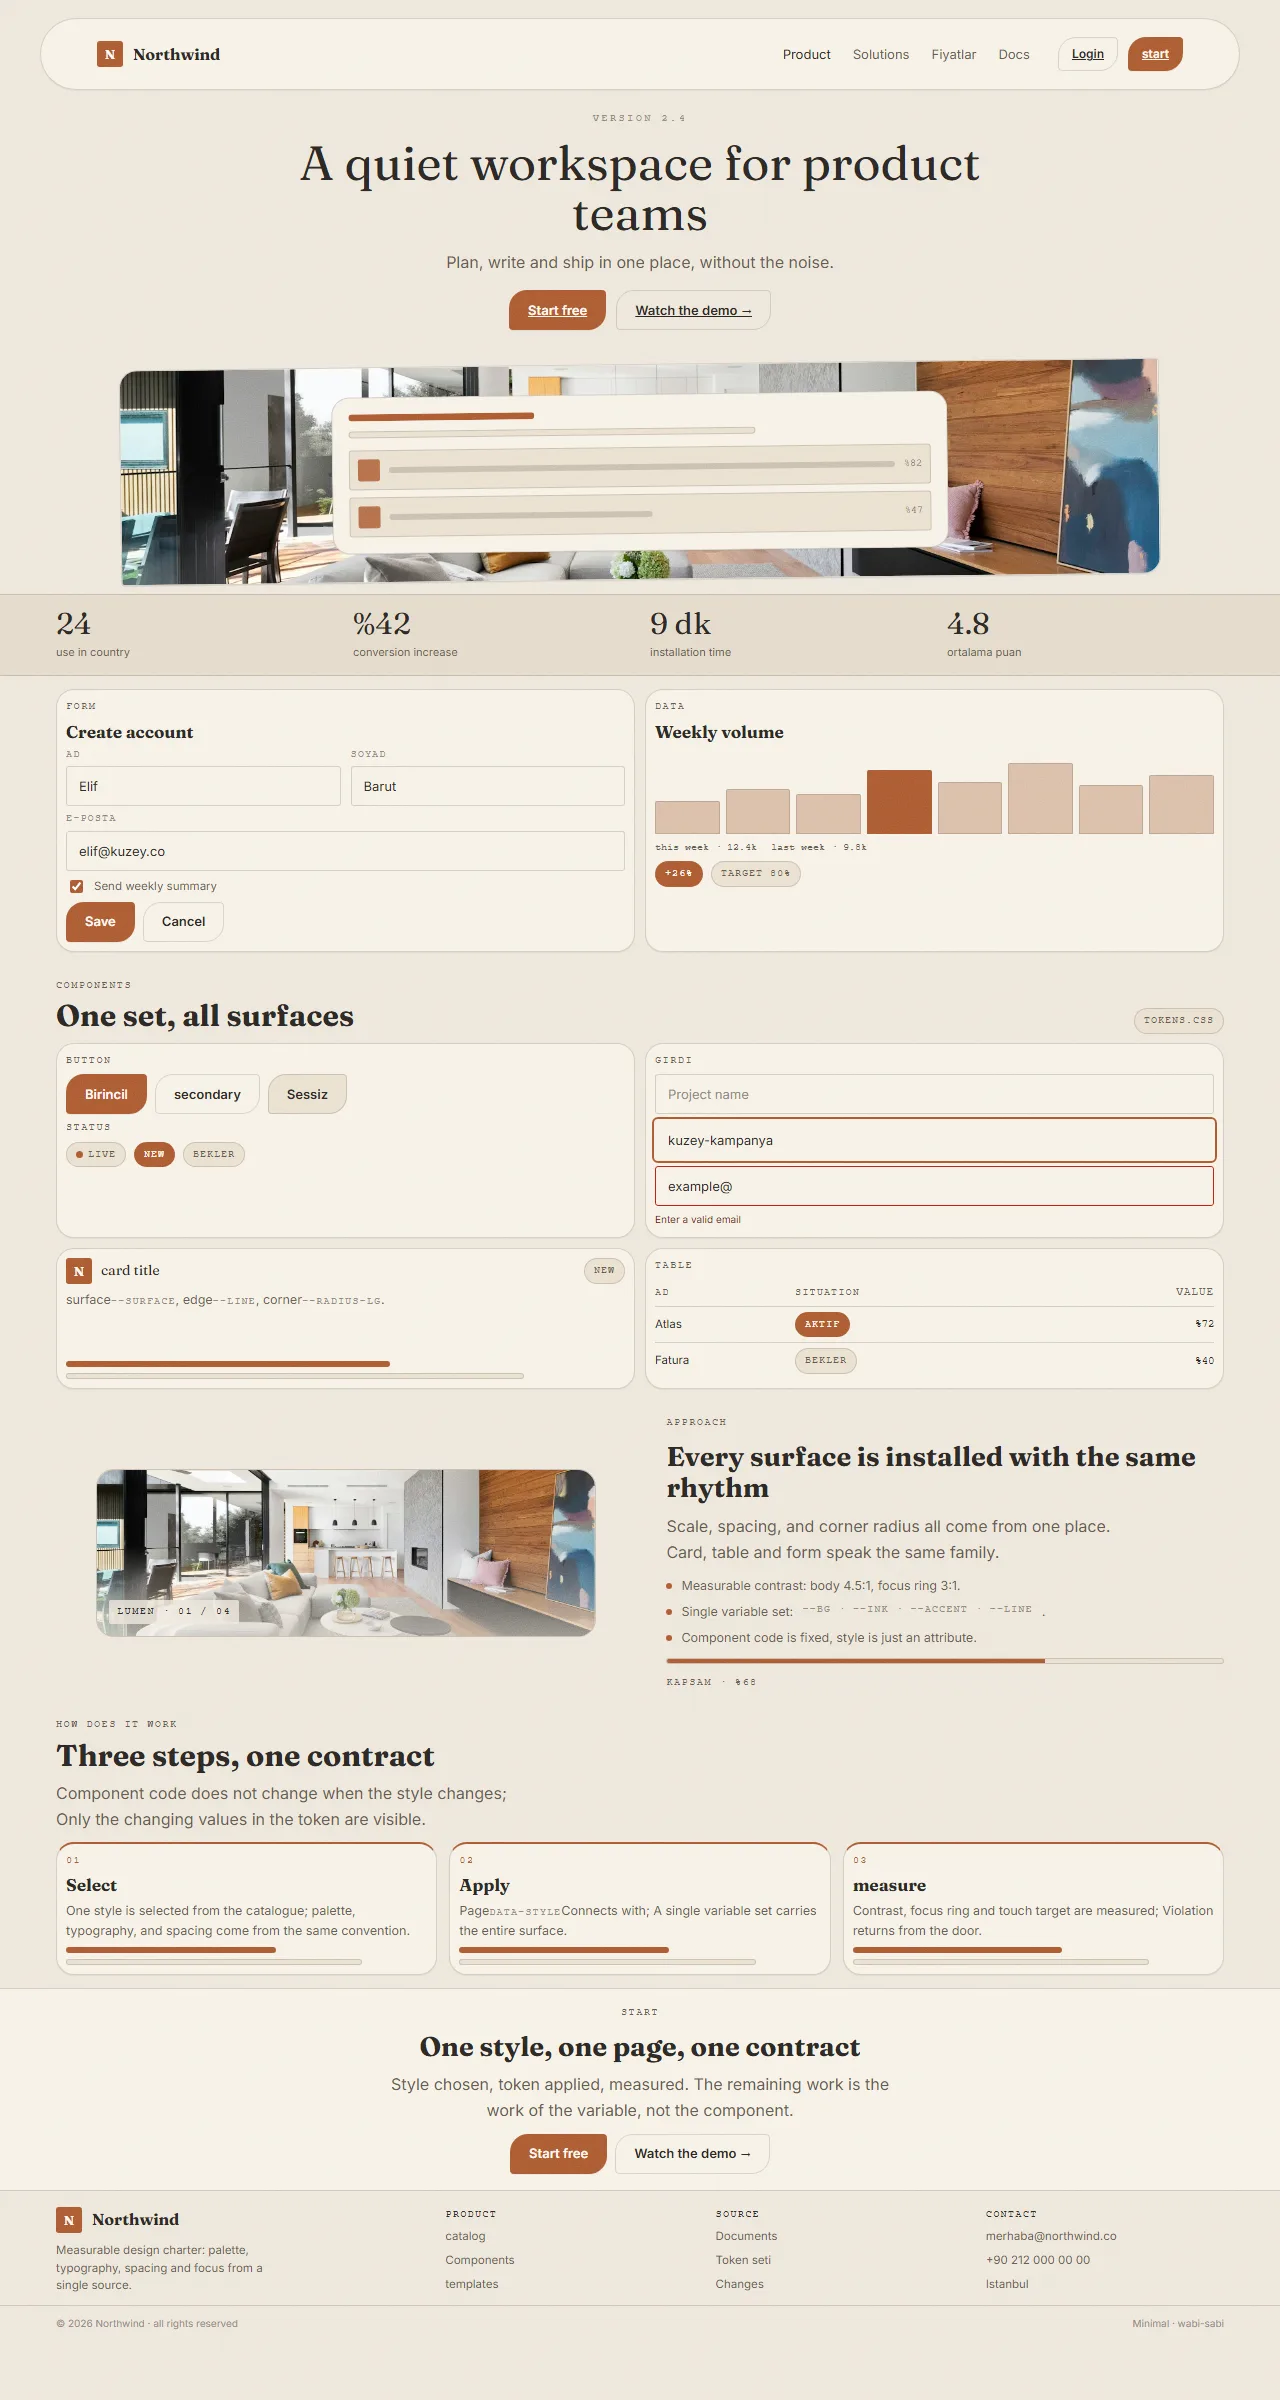 N Northwind
Product Solutions Fiyatlar Docs Login start
VERSION 2.4
A quiet workspace for product
teams
Plan, write and ship in one place, without the noise.
Start free Watch the demo →
%82
%47
24 %42 9 dk 4.8
use in country conversion increase installation time ortalama puan
FORM
Create account
AD SOYAD
Elif Barut
E-POSTA
elif@kuzey.co
Send weekly summary
Save Cancel
DATA
Weekly volume
this week · 12.4k last week · 9.8k
+26% TARGET 80%
COMPONENTS
One set, all surfaces
TOKENS.CSS
BUTTON
Birincil secondary Sessiz
STATUS
LIVE NEW BEKLER
GIRDI
Project name
kuzey-kampanya
example@
Enter a valid email
N card title NEW
surface--SURFACE, edge--LINE, corner--RADIUS-LG.
TABLE
AD SITUATION VALUE
Atlas AKTIF %72
Fatura BEKLER %40
LUMEN · 01 / 04
APPROACH
Every surface is installed with the same
rhythm
Scale, spacing, and corner radius all come from one place.
Card, table and form speak the same family.
Measurable contrast: body 4.5:1, focus ring 3:1.
Single variable set: --BG · --INK · --ACCENT · --LINE .
Component code is fixed, style is just an attribute.
KAPSAM · %68
HOW DOES IT WORK
Three steps, one contract
Component code does not change when the style changes;
Only the changing values in the token are visible.
01
Select
One style is selected from the catalogue; palette,
typography, and spacing come from the same convention.
02
Apply
PageDATA-STYLEConnects with; A single variable set carries
the entire surface.
03
measure
Contrast, focus ring and touch target are measured; Violation
returns from the door.
START
One style, one page, one contract
Style chosen, token applied, measured. The remaining work is the
work of the variable, not the component.
Start free Watch the demo →
N Northwind
Measurable design charter: palette,
typography, spacing and focus from a
single source.
PRODUCT
catalog
Components
templates
SOURCE
Documents
Token seti
Changes
CONTACT
merhaba@northwind.co
+90 212 000 00 00
Istanbul
© 2026 Northwind · all rights reserved
Minimal · wabi-sabi